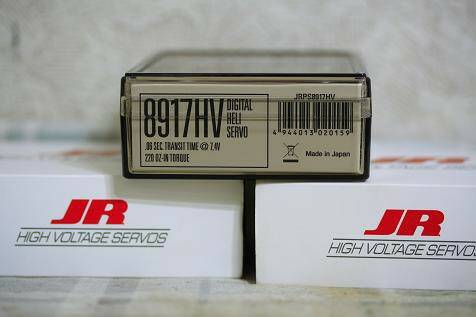 8917HV
DIGITAL
HELI
SERVO
.06 SEC. TRANSIT TIME @ 7.4V
220 OZ-IN TORQUE
JRPS8917HV
4 944013 020159
Made in Japan
JR
HIGH VOLTAGE SERVOS
JR
HIGH VOLTAGE SERVOS